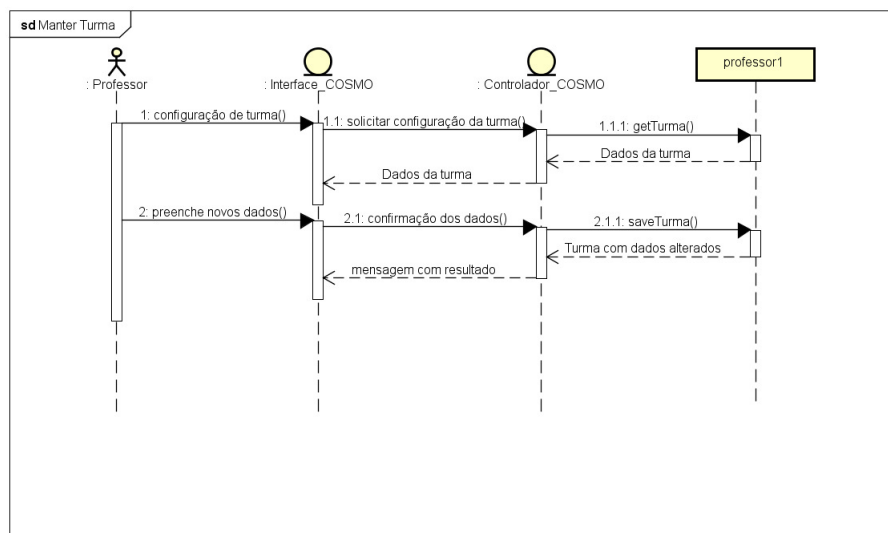 sd Manter Turma
: Professor
: Interface_COSMO
: Controlador_COSMO
professor1
1: configuração de turma()
1.1: solicitar configuração da turma()
1.1.1: getTurma()
Dados da turma
Dados da turma
2: preenche novos dados()
2.1: confirmação dos dados()
2.1.1: saveTurma()
Turma com dados alterados
mensagem com resultado